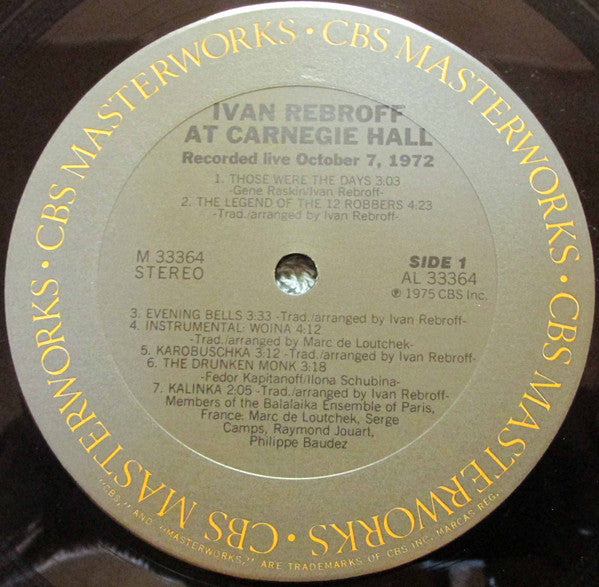 CBS MASTERWORKS · CBS MASTERWORKS · CBS MASTERWORKS · CBS MASTERWORKS ·
IVAN REBROFF
AT CARNEGIE HALL
Recorded live October 7, 1972
1. THOSE WERE THE DAYS 3:03
-Gene Raskin/Ivan Rebroff-
2. THE LEGEND OF THE 12 ROBBERS 4:23
-Trad./arranged by Ivan Rebroff-
M 33364
STEREO
SIDE 1
AL 33364
℗ 1975 CBS Inc.
3. EVENING BELLS 3:33 -Trad./arranged by Ivan Rebroff-
4. INSTRUMENTAL: WOINA 4:12
-Trad./arranged by Marc de Loutchek-
5. KAROBUSCHKA 3:12 -Trad./arranged by Ivan Rebroff-
6. THE DRUNKEN MONK 3:18
-Fedor Kapitanoff/Ilona Schubina-
7. KALINKA 2:05 -Trad./arranged by Ivan Rebroff-
Members of the Balalaika Ensemble of Paris,
France: Marc de Loutchek, Serge
Camps, Raymond Jouart,
Philippe Baudez
"CBS," AND "MASTERWORKS," ARE TRADEMARKS OF CBS INC. MARCAS REG.